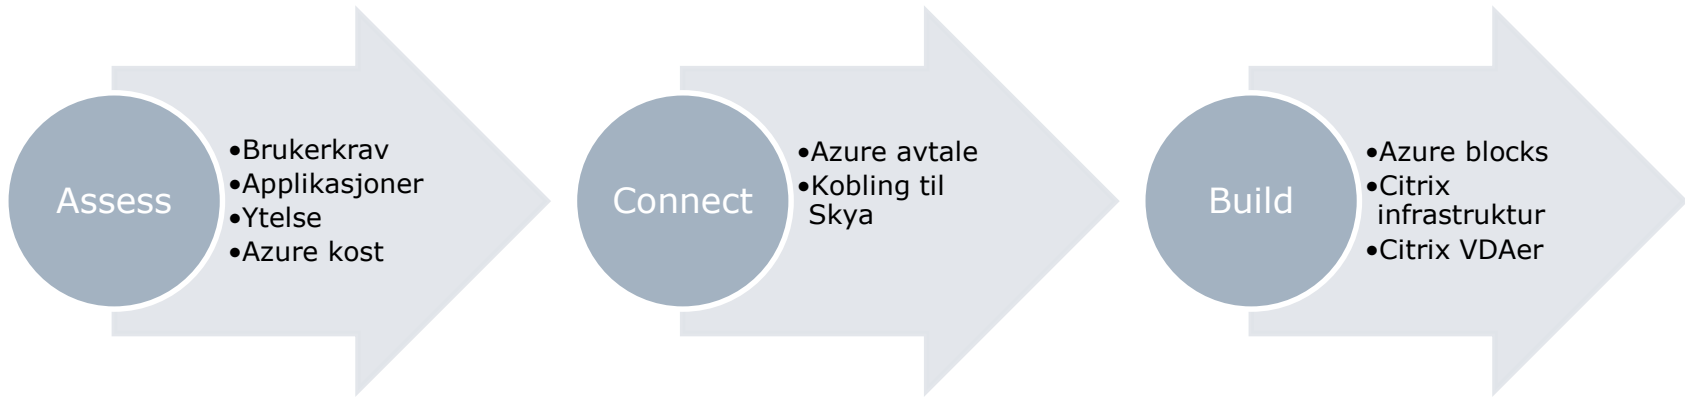 Assess
•Brukerkrav
•Applikasjoner
•Ytelse
•Azure kost
Connect
•Azure avtale
•Kobling til
Skya
Build
•Azure blocks
•Citrix
infrastruktur
•Citrix VDAer